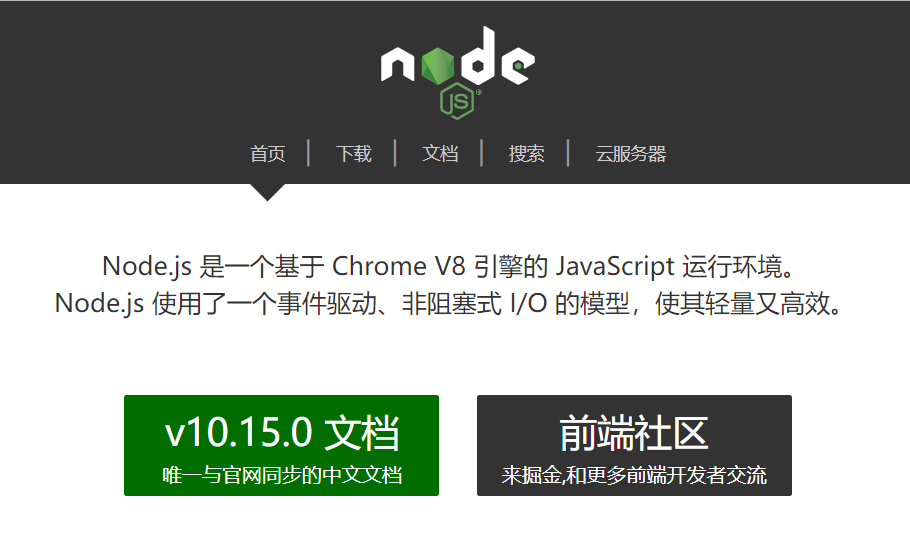 node
JS
首页 | 下载 | 文档 | 搜索 | 云服务器
Node.js 是一个基于 Chrome V8 引擎的 JavaScript 运行环境。
Node.js 使用了一个事件驱动、非阻塞式 I/O 的模型，使其轻量又高效。
v10.15.0 文档
唯一与官网同步的中文文档
前端社区
来掘金,和更多前端开发者交流